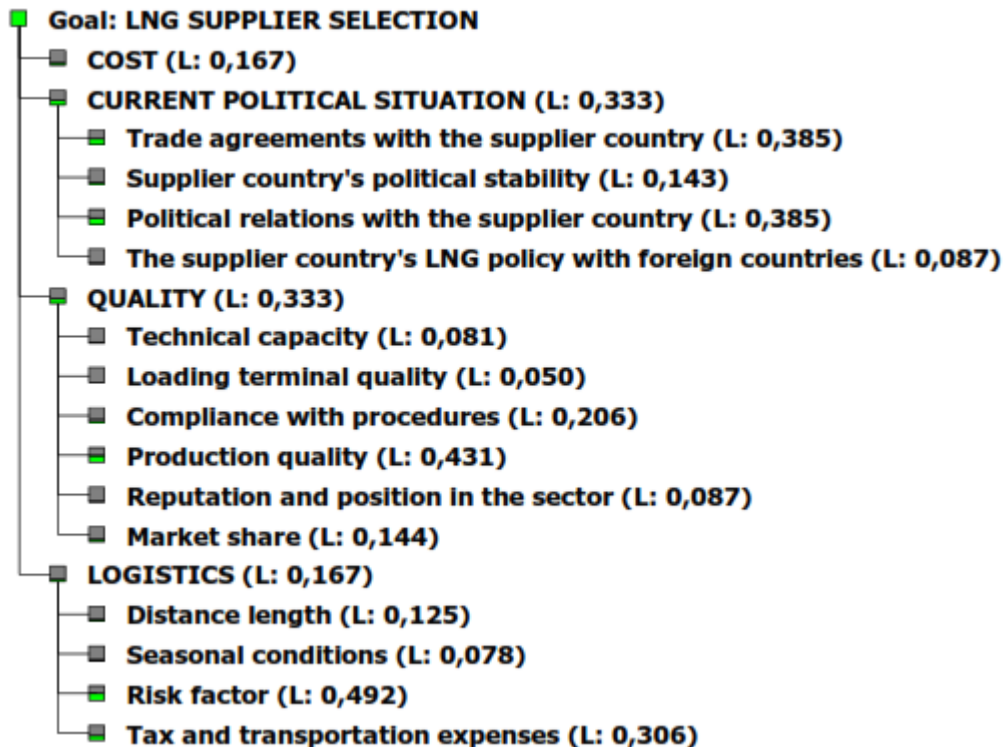 Goal: LNG SUPPLIER SELECTION
COST (L: 0,167)
CURRENT POLITICAL SITUATION (L: 0,333)
Trade agreements with the supplier country (L: 0,385)
Supplier country's political stability (L: 0,143)
Political relations with the supplier country (L: 0,385)
The supplier country's LNG policy with foreign countries (L: 0,087)
QUALITY (L: 0,333)
Technical capacity (L: 0,081)
Loading terminal quality (L: 0,050)
Compliance with procedures (L: 0,206)
Production quality (L: 0,431)
Reputation and position in the sector (L: 0,087)
Market share (L: 0,144)
LOGISTICS (L: 0,167)
Distance length (L: 0,125)
Seasonal conditions (L: 0,078)
Risk factor (L: 0,492)
Tax and transportation expenses (L: 0,306)